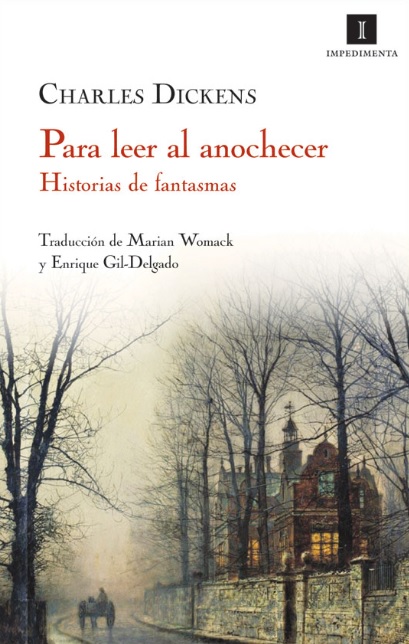 I
IMPEDIMENTA
CHARLES DICKENS
Para leer al anochecer
Historias de fantasmas
Traducción de Marian Womack
y Enrique Gil-Delgado